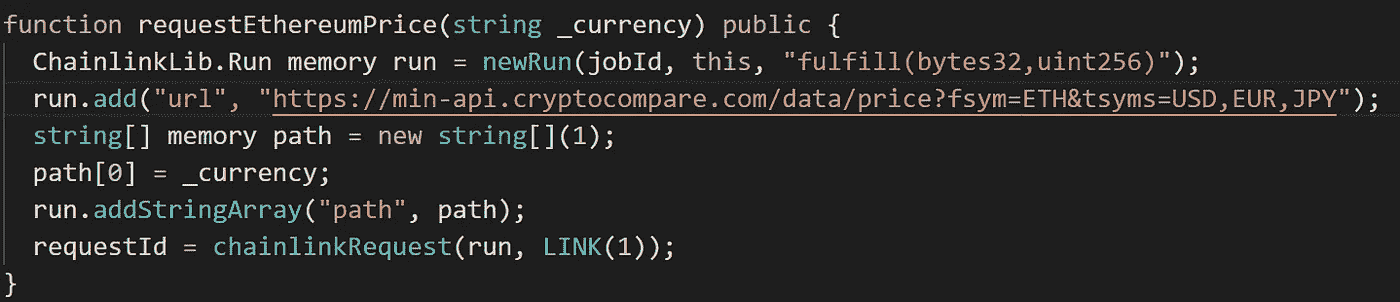 function requestEthereumPrice(string _currency) public {
ChainlinkLib.Run memory run = newRun(jobId, this, "fulfill(bytes32,uint256)");
run.add("url", "https://min-api.cryptocompare.com/data/price?fsym=ETH&tsyms=USD,EUR,JPY");
string[] memory path = new string[](1);
path[0] = _currency;
run.addStringArray("path", path);
requestId = chainlinkRequest(run, LINK(1));
}